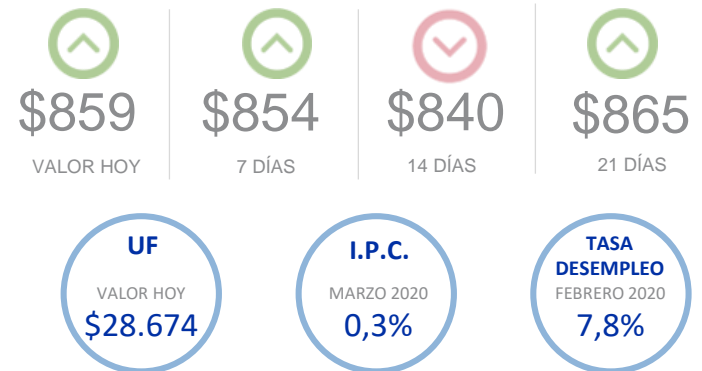 $859
VALOR HOY
$854
7 DÍAS
$840
14 DÍAS
$865
21 DÍAS
UF
VALOR HOY
$28.674
I.P.C.
MARZO 2020
0,3%
TASA
DESEMPLEO
FEBRERO 2020
7,8%